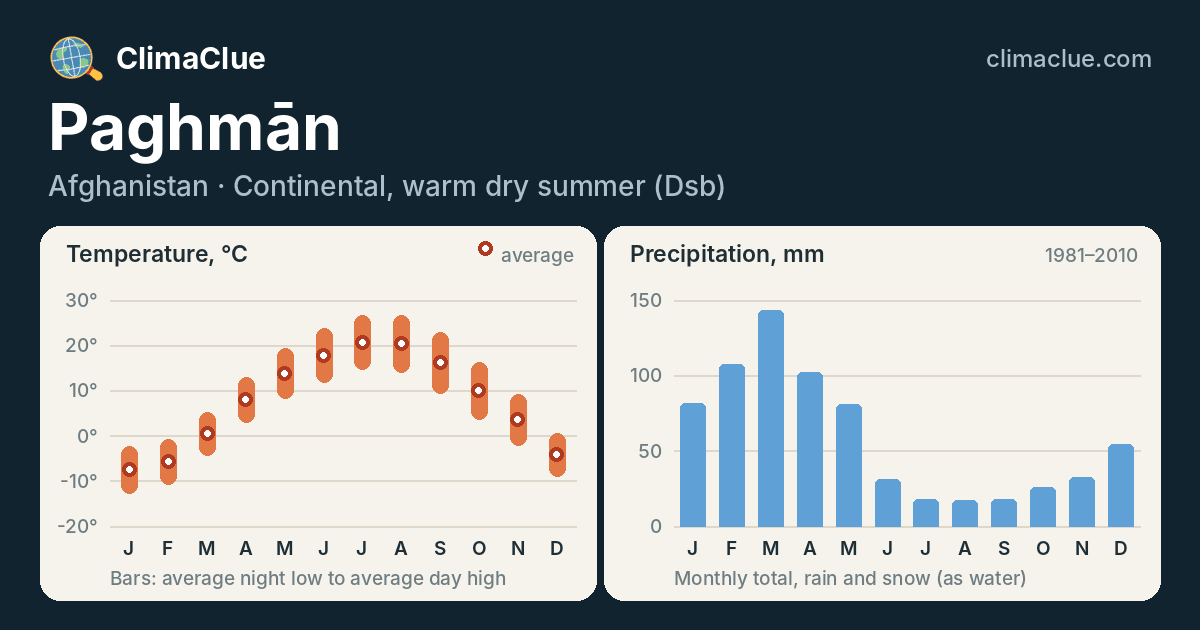 ClimaClue
climaclue.com
Paghmān
Afghanistan · Continental, warm dry summer (Dsb)
Temperature, °C
average
30°
20°
10°
0°
-10°
-20°
J F M A M J J A S O N D
Bars: average night low to average day high
Precipitation, mm
1981–2010
150
100
50
0
J F M A M J J A S O N D
Monthly total, rain and snow (as water)